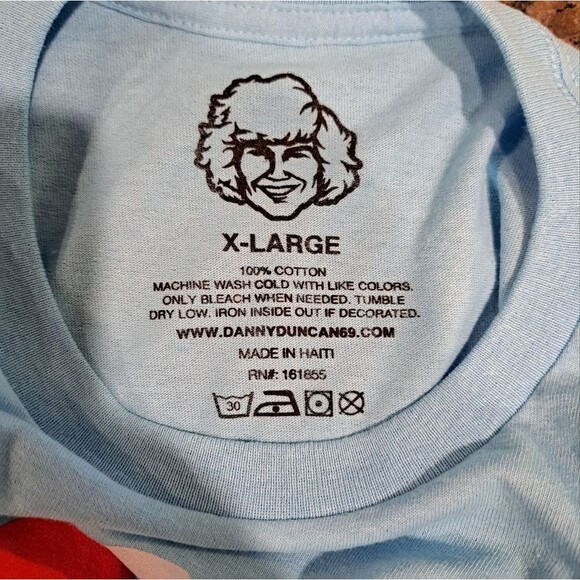 X-LARGE
100% COTTON
MACHINE WASH COLD WITH LIKE COLORS.
ONLY BLEACH WHEN NEEDED. TUMBLE
DRY LOW. IRON INSIDE OUT IF DECORATED.
WWW.DANNYDUNCAN69.COM
MADE IN HAITI
RN#: 161855
30